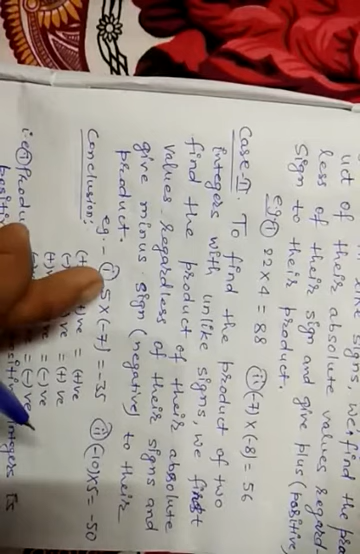 like signs, we find the prod
uct of their absolute values regard
less of their sign and give plus (positive
sign to their product.
eg (i) 22×4 = 88 (ii) (-7)×(-8) = 56
Case-II. To find the product of two
integers with unlike signs, we first
find the product of their absolute
values regardless of their signs and
give minus sign (negative) to their
product.
eg:- (i) 5×(-7) = -35 (ii) (-10)×5 = -50
Conclusion:
ve = (+)ve
ve = (+)ve
ve = (-)ve
= (-)ve
i.e (i) Produ
integers is